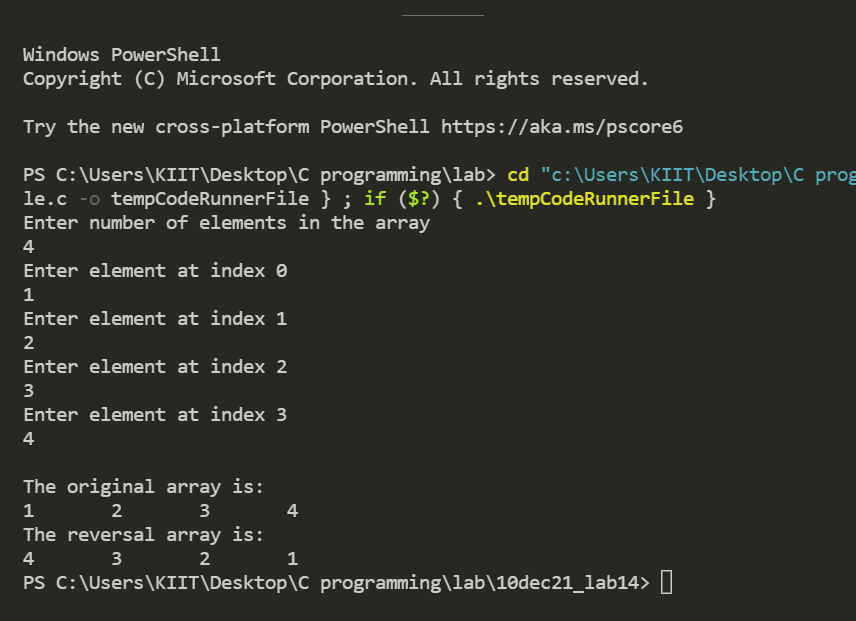 Windows PowerShell
Copyright (C) Microsoft Corporation. All rights reserved.
Try the new cross-platform PowerShell https://aka.ms/pscore6
PS C:\Users\KIIT\Desktop\C programming\lab> cd "c:\Users\KIIT\Desktop\C prog
le.c -o tempCodeRunnerFile } ; if ($?) { .\tempCodeRunnerFile }
Enter number of elements in the array
4
Enter element at index 0
1
Enter element at index 1
2
Enter element at index 2
3
Enter element at index 3
4
The original array is:
1 2 3 4
The reversal array is:
4 3 2 1
PS C:\Users\KIIT\Desktop\C programming\lab\10dec21_lab14>